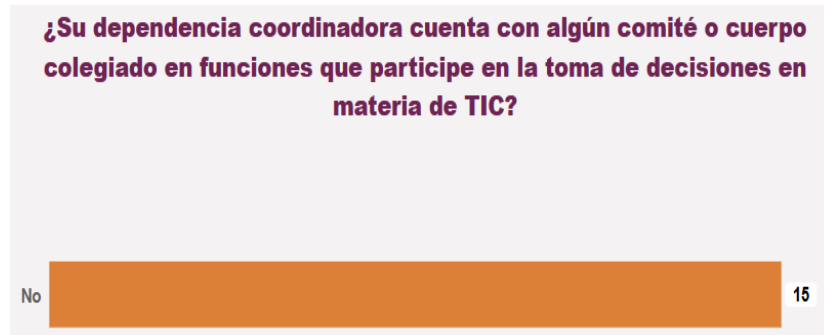 ¿Su dependencia coordinadora cuenta con algún comité o cuerpo
colegiado en funciones que participe en la toma de decisiones en
materia de TIC?
No
15